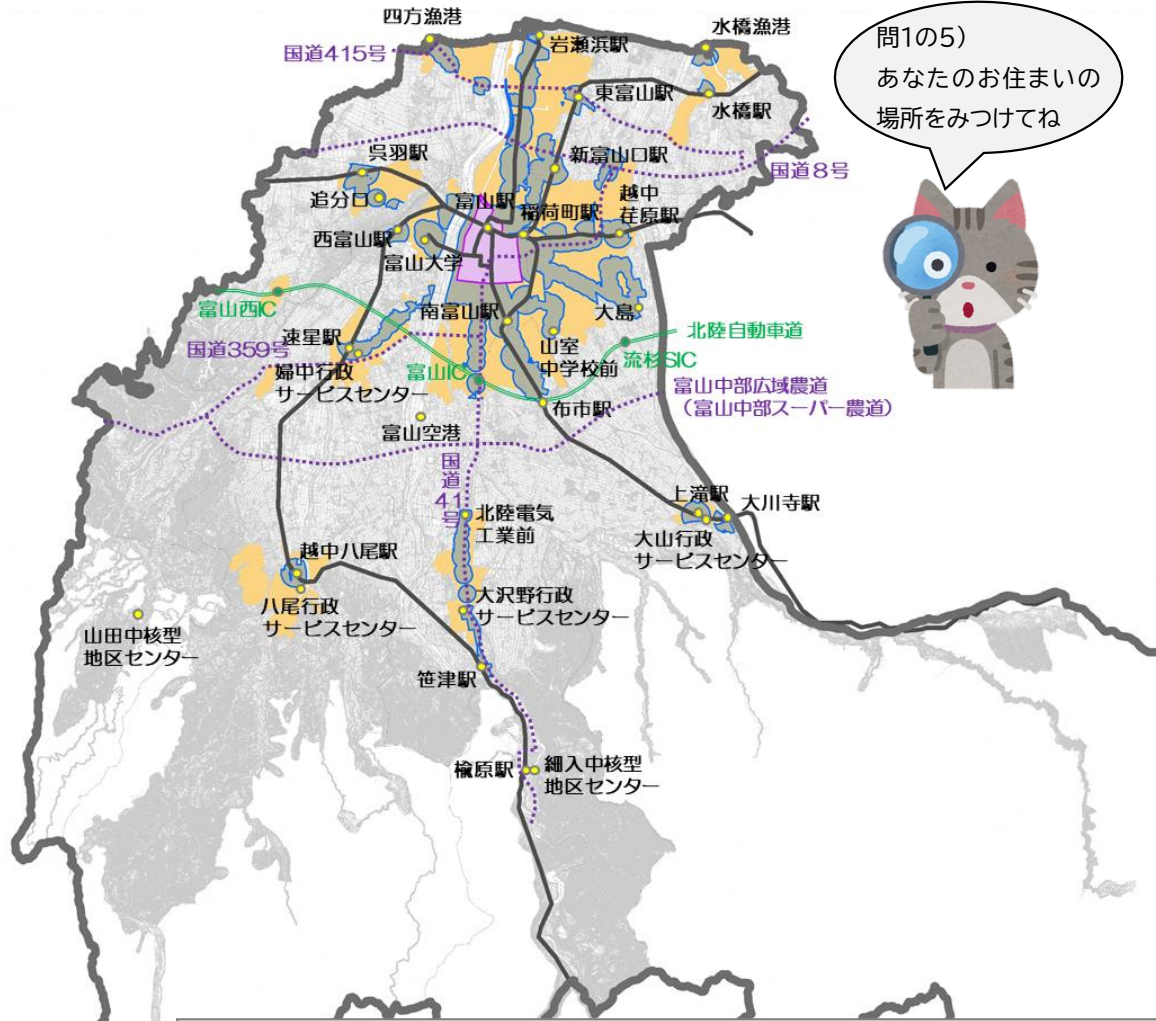 四方漁港
岩瀬浜駅
水橋漁港
国道415号
東富山駅
水橋駅
問1の5)
あなたのお住まいの
場所をみつけてね
呉羽駅
新富山口駅
国道8号
追分口
富山駅
稲荷町駅
越中
荏原駅
西富山駅
富山大学
富山西IC
南富山駅
大島
北陸自動車道
速星駅
国道359号
山室
中学校前
流杉SIC
婦中行政
サービスセンター
富山IC
富山中部広域農道
(富山中部スーパー農道)
布市駅
富山空港
国道41号
上滝駅
大川寺駅
北陸電気
工業前
大山行政
サービスセンター
越中八尾駅
八尾行政
サービスセンター
大沢野行政
サービスセンター
山田中核型
地区センター
笹津駅
楡原駅
細入中核型
地区センター